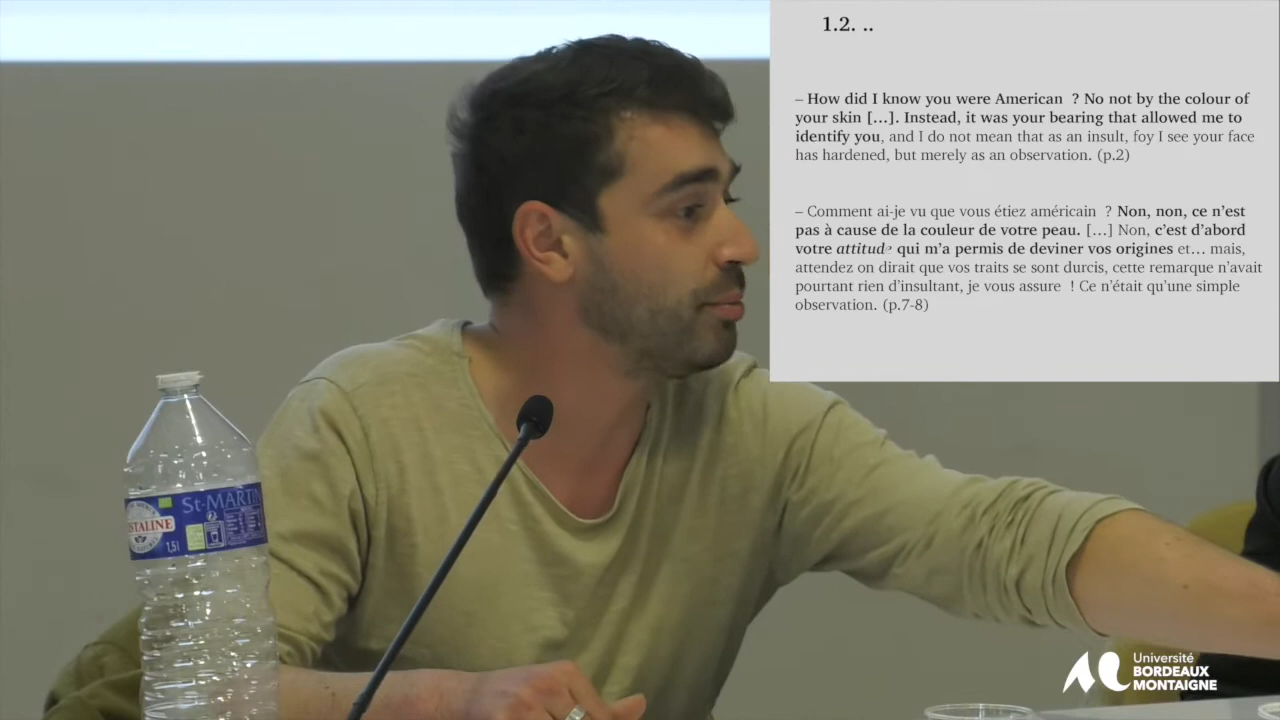 1.2. ..
– How did I know you were American ? No not by the colour of
your skin [...]. Instead, it was your bearing that allowed me to
identify you, and I do not mean that as an insult, foy I see your face
has hardened, but merely as an observation. (p.2)
– Comment ai-je vu que vous étiez américain ? Non, non, ce n’est
pas à cause de la couleur de votre peau. [...] Non, c’est d’abord
votre attitude qui m’a permis de deviner vos origines et... mais,
attendez on dirait que vos traits se sont durcis, cette remarque n’avait
pourtant rien d’insultant, je vous assure ! Ce n’était qu’une simple
observation. (p.7-8)
St-MARTIN
STALINE
1,5l
Université
BORDEAUX
MONTAIGNE